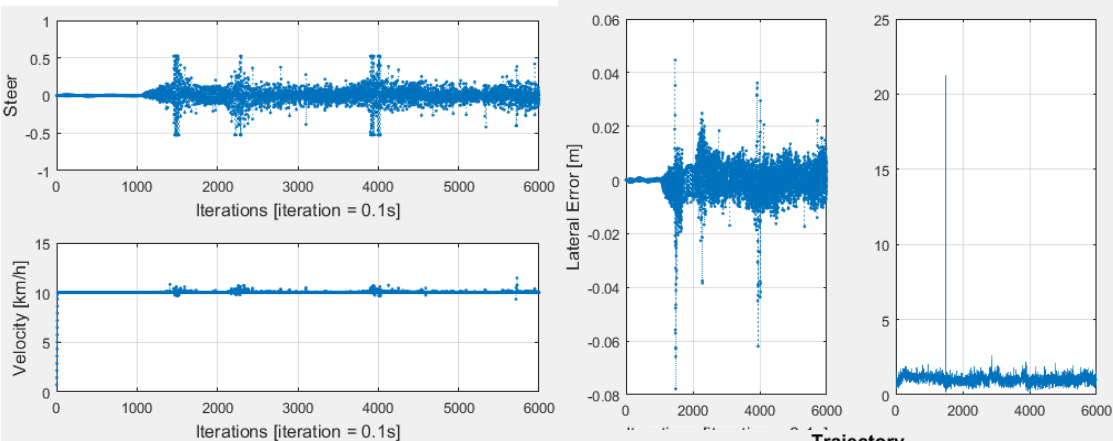 1
0.5
0
-0.5
-1
Steer
0 1000 2000 3000 4000 5000 6000
Iterations [iteration = 0.1s]
15
10
5
0
Velocity [km/h]
0 1000 2000 3000 4000 5000 6000
Iterations [iteration = 0.1s]
0.06
0.04
0.02
0
-0.02
-0.04
-0.06
-0.08
Lateral Error [m]
0 2000 4000 6000
25
20
15
10
5
0
0 2000 4000 6000
Trajectory